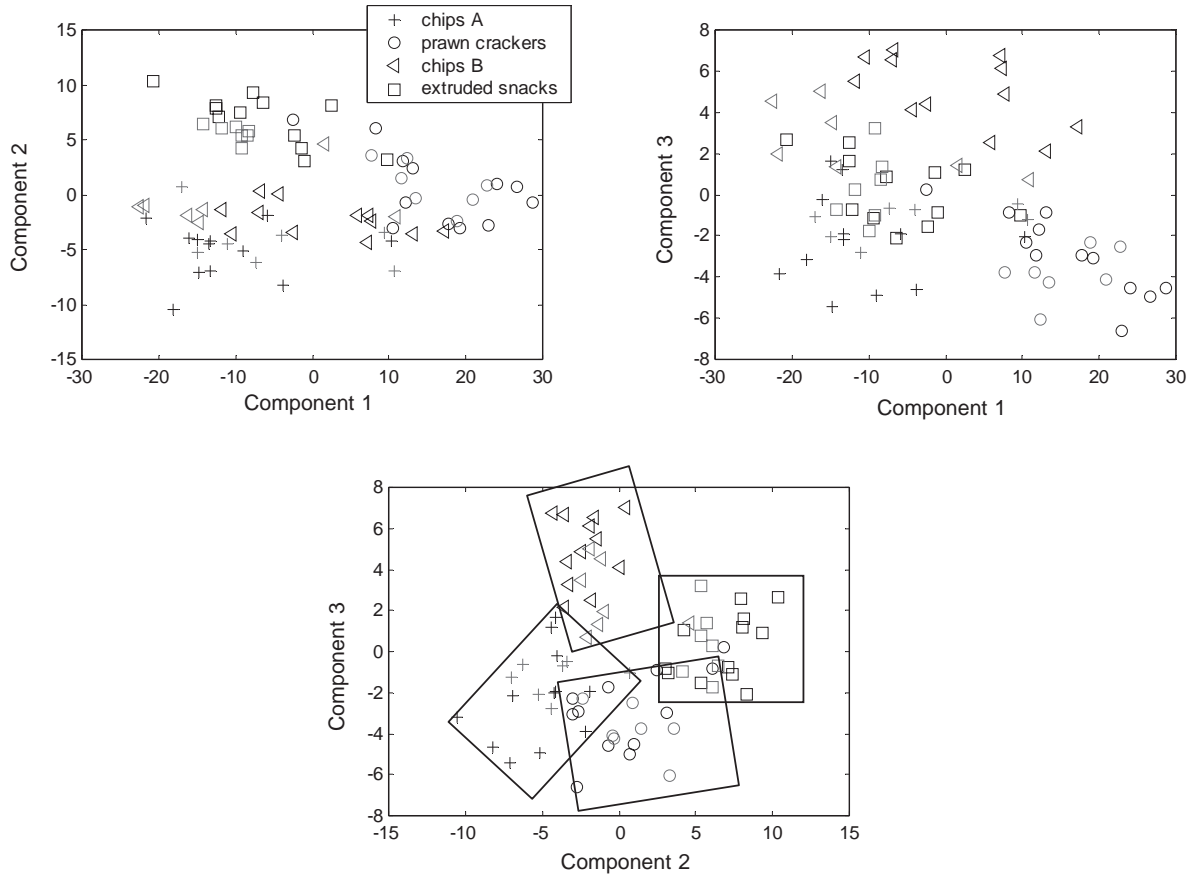 15
10
5
0
-5
-10
-15
-30 -20 -10 0 10 20 30
Component 2
Component 1
chips A
prawn crackers
chips B
extruded snacks
8
6
4
2
0
-2
-4
-6
-8
-30 -20 -10 0 10 20 30
Component 3
Component 1
8
6
4
2
0
-2
-4
-6
-8
-15 -10 -5 0 5 10 15
Component 3
Component 2